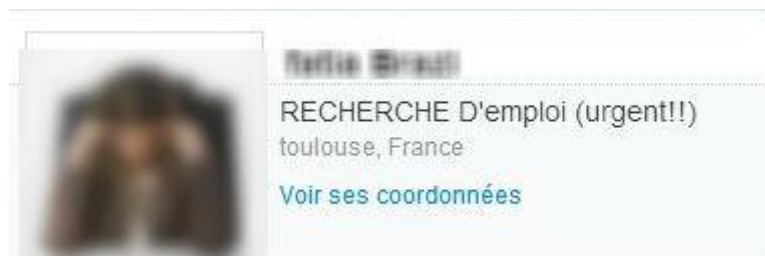 RECHERCHE D'emploi (urgent!!)
toulouse, France
Voir ses coordonnées